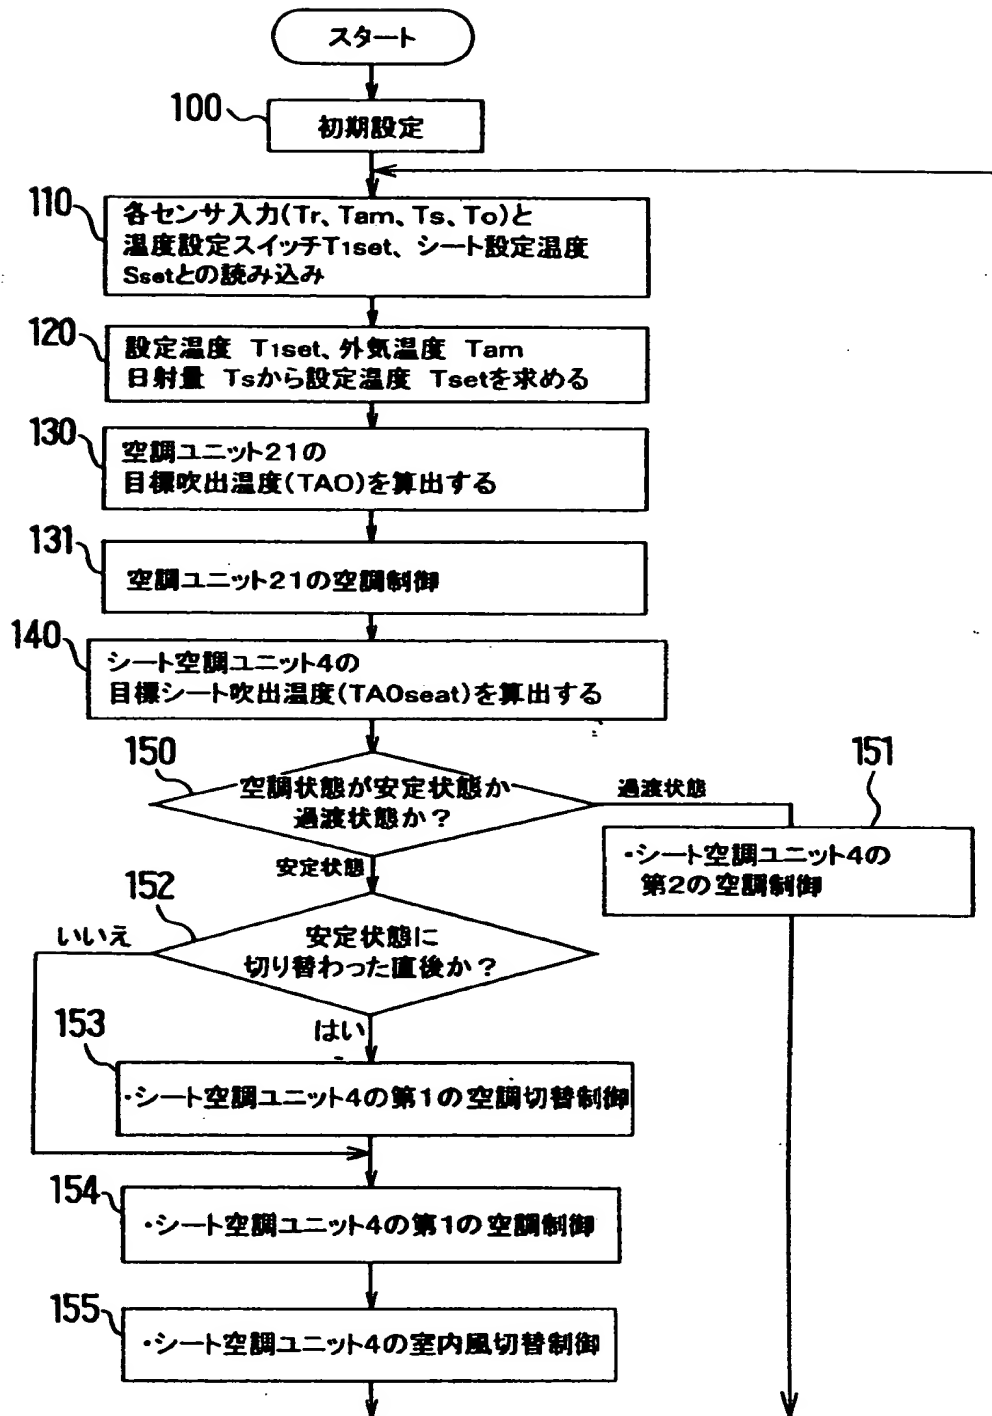 スタート
100
初期設定
110
各センサ入力(Tr、Tam、Ts、To)と
温度設定スイッチT1set、シート設定温度
Ssetとの読み込み
120
設定温度 T1set、外気温度 Tam
日射量 Tsから設定温度 Tsetを求める
130
空調ユニット21の
目標吹出温度(TAO)を算出する
131
空調ユニット21の空調制御
140
シート空調ユニット4の
目標シート吹出温度(TAOseat)を算出する
150
空調状態が安定状態か
過渡状態か？
過渡状態
151
・シート空調ユニット4の
第2の空調制御
安定状態
152
安定状態に
切り替わった直後か？
いいえ
はい
153
・シート空調ユニット4の第1の空調切替制御
154
・シート空調ユニット4の第1の空調制御
155
・シート空調ユニット4の室内風切替制御